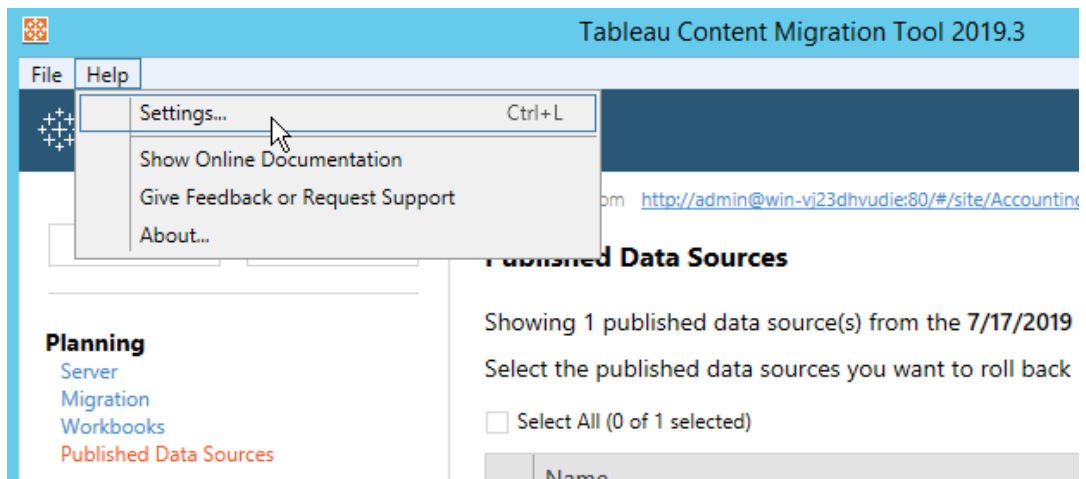 Tableau Content Migration Tool 2019.3
File Help
Settings... Ctrl+L
Show Online Documentation
Give Feedback or Request Support
About...
http://admin@win-vj23dhvudie:80/#/site/Accounting
Published Data Sources
Showing 1 published data source(s) from the 7/17/2019
Select the published data sources you want to roll back
Select All (0 of 1 selected)
Name
Planning
Server
Migration
Workbooks
Published Data Sources